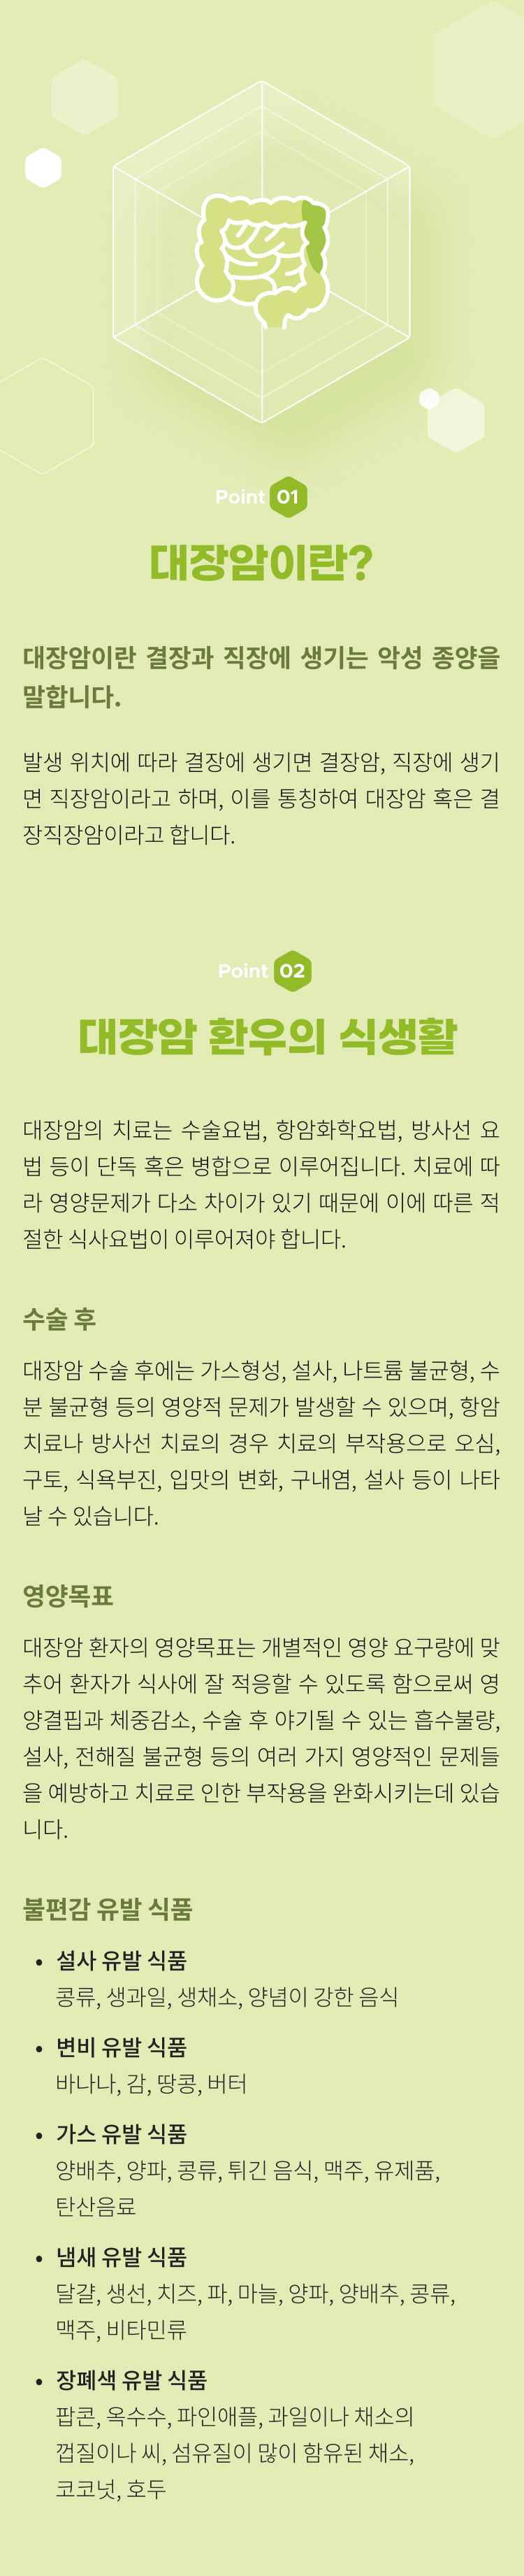 Point 01
대장암이란?
대장암이란 결장과 직장에 생기는 악성 종양을
말합니다.
발생 위치에 따라 결장에 생기면 결장암, 직장에 생기
면 직장암이라고 하며, 이를 통칭하여 대장암 혹은 결
장직장암이라고 합니다.
Point 02
대장암 환우의 식생활
대장암의 치료는 수술요법, 항암화학요법, 방사선 요
법 등이 단독 혹은 병합으로 이루어집니다. 치료에 따
라 영양문제가 다소 차이가 있기 때문에 이에 따른 적
절한 식사요법이 이루어져야 합니다.
수술 후
대장암 수술 후에는 가스형성, 설사, 나트륨 불균형, 수
분 불균형 등의 영양적 문제가 발생할 수 있으며, 항암
치료나 방사선 치료의 경우 치료의 부작용으로 오심,
구토, 식욕부진, 입맛의 변화, 구내염, 설사 등이 나타
날 수 있습니다.
영양목표
대장암 환자의 영양목표는 개별적인 영양 요구량에 맞
추어 환자가 식사에 잘 적응할 수 있도록 함으로써 영
양결핍과 체중감소, 수술 후 야기될 수 있는 흡수불량,
설사, 전해질 불균형 등의 여러 가지 영양적인 문제들
을 예방하고 치료로 인한 부작용을 완화시키는데 있습
니다.
불편감 유발 식품
• 설사 유발 식품
콩류, 생과일, 생채소, 양념이 강한 음식
• 변비 유발 식품
바나나, 감, 땅콩, 버터
• 가스 유발 식품
양배추, 양파, 콩류, 튀긴 음식, 맥주, 유제품,
탄산음료
• 냄새 유발 식품
달걀, 생선, 치즈, 파, 마늘, 양파, 양배추, 콩류,
맥주, 비타민류
• 장폐색 유발 식품
팝콘, 옥수수, 파인애플, 과일이나 채소의
껍질이나 씨, 섬유질이 많이 함유된 채소,
코코넛, 호두